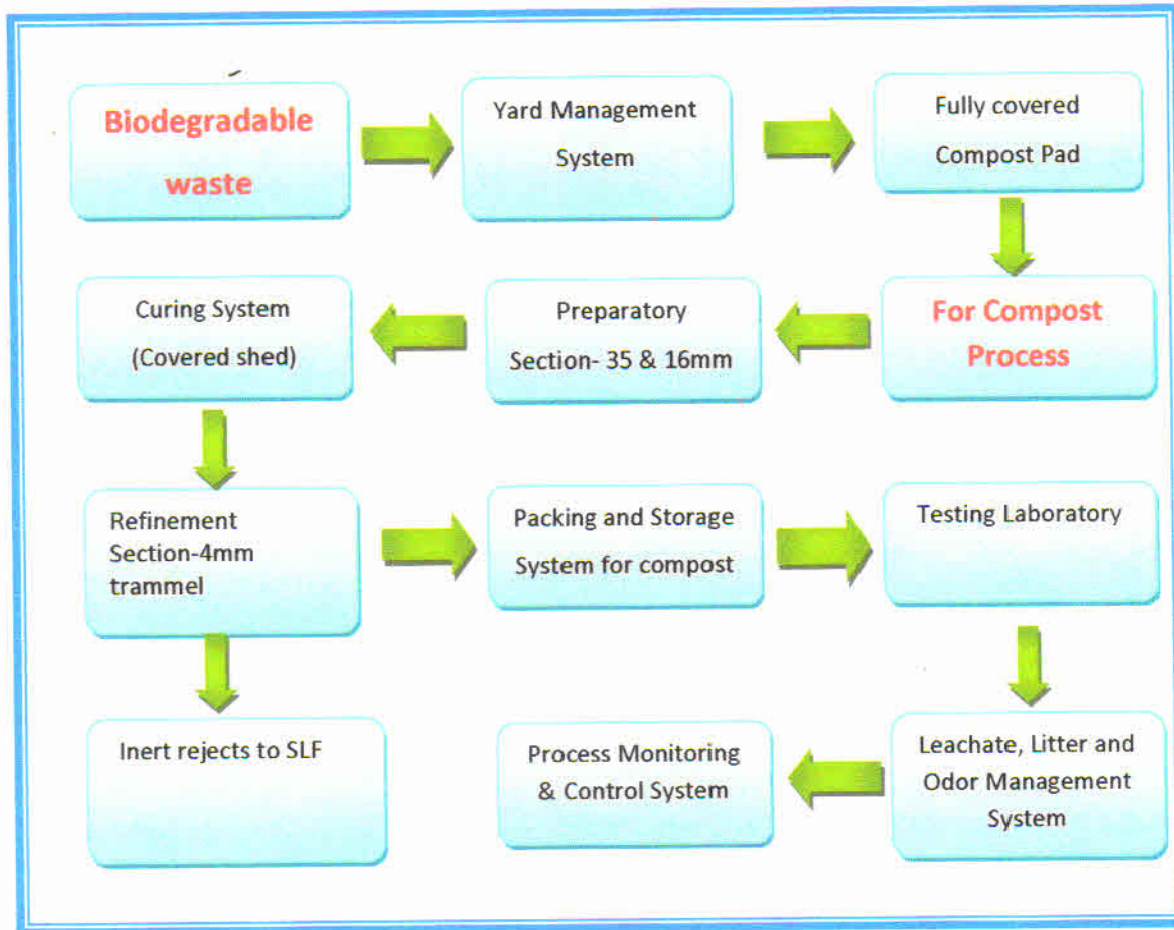 Biodegradable
waste
Yard Management
System
Fully covered
Compost Pad
For Compost
Process
Preparatory
Section- 35 & 16mm
Curing System
(Covered shed)
Refinement
Section-4mm
trammel
Packing and Storage
System for compost
Testing Laboratory
Inert rejects to SLF
Leachate, Litter and
Odor Management
System
Process Monitoring
& Control System